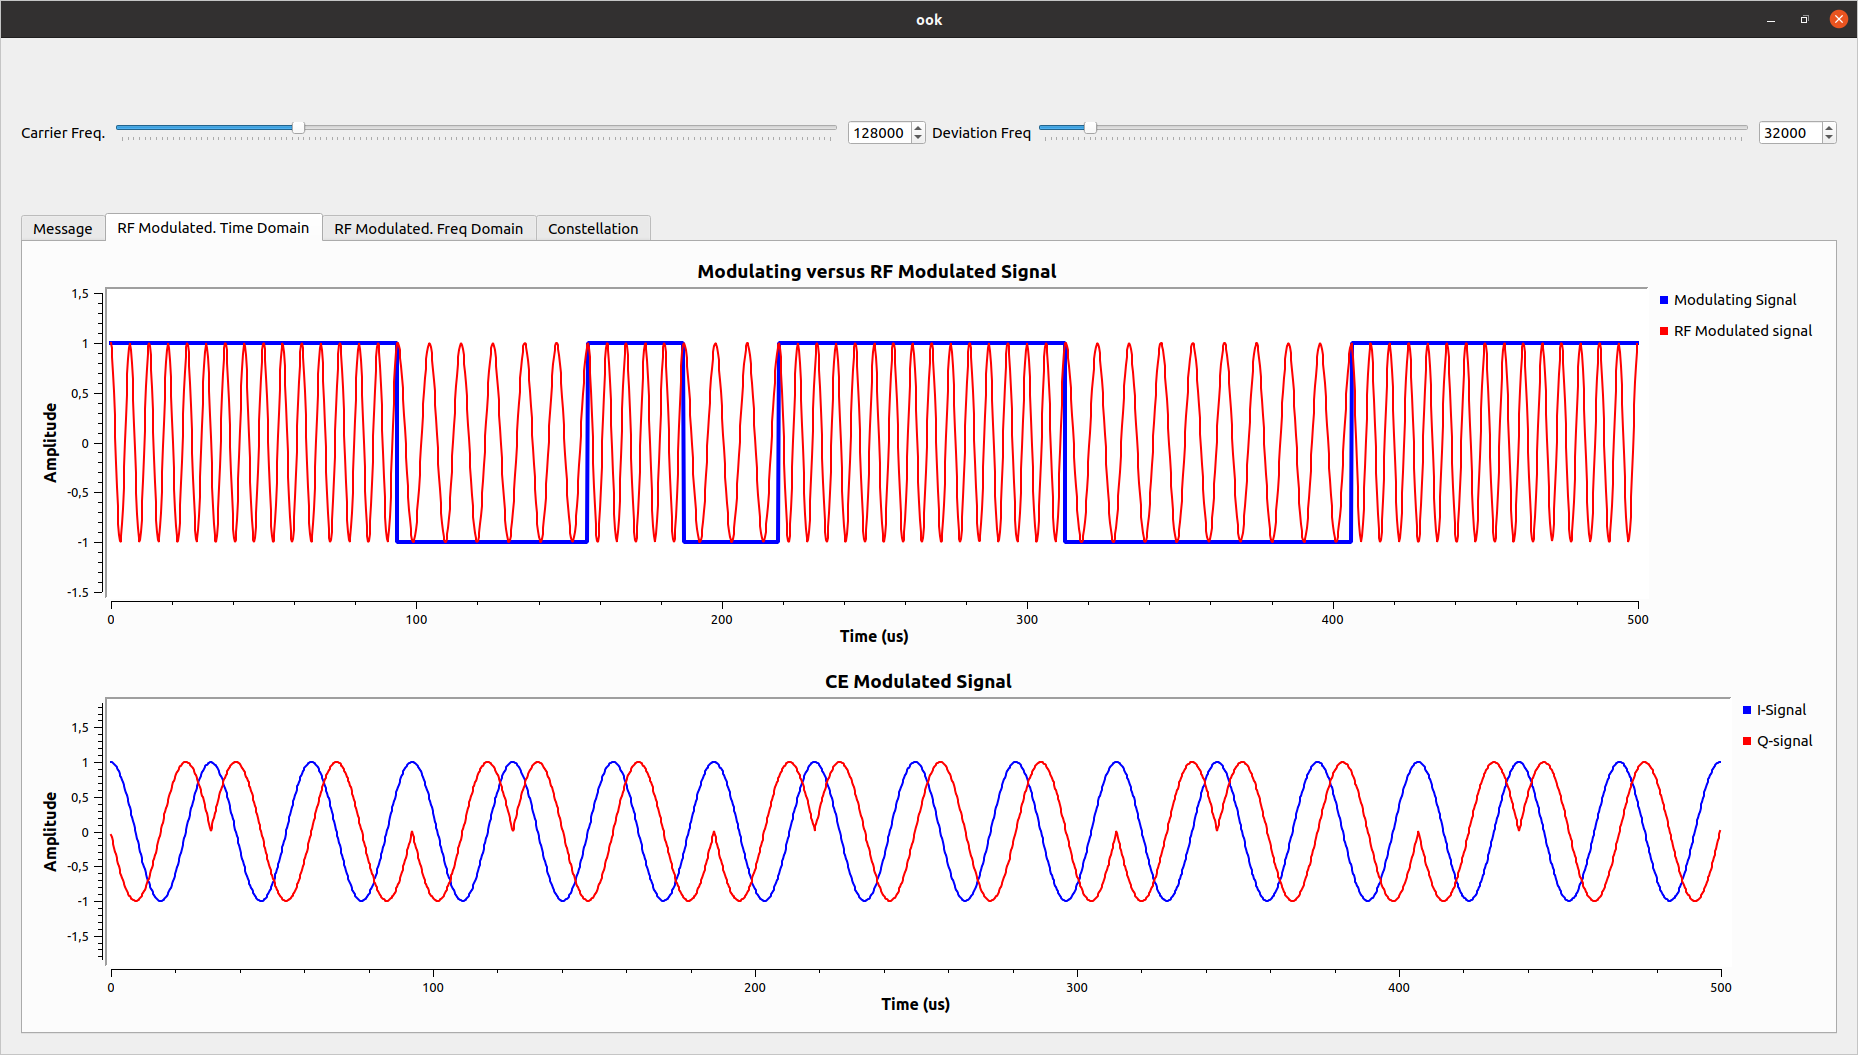 ook
Carrier Freq.
128000
Deviation Freq
32000
Message
RF Modulated. Time Domain
RF Modulated. Freq Domain
Constellation
Modulating versus RF Modulated Signal
1,5
1
0,5
0
-0,5
-1
-1.5
Amplitude
0
100
200
300
400
500
Time (us)
Modulating Signal
RF Modulated signal
CE Modulated Signal
1,5
1
0,5
0
-0,5
-1
-1,5
Amplitude
0
100
200
300
400
500
Time (us)
I-Signal
Q-signal